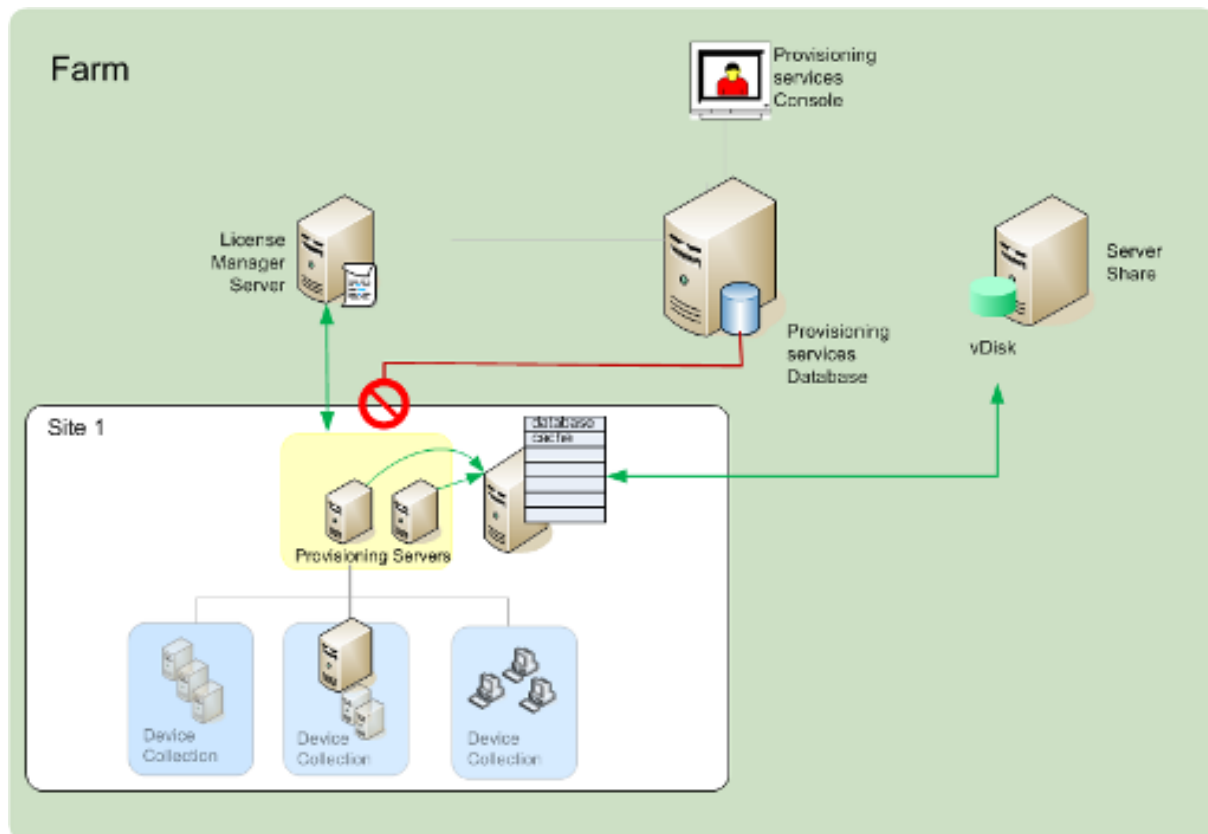 Farm
Provisioning
services
Console
License
Manager
Server
Server
Share
vDisk
Provisioning
services
Database
Site 1
database
cache
Provisioning Servers
Device
Collection
Device
Collection
Device
Collection